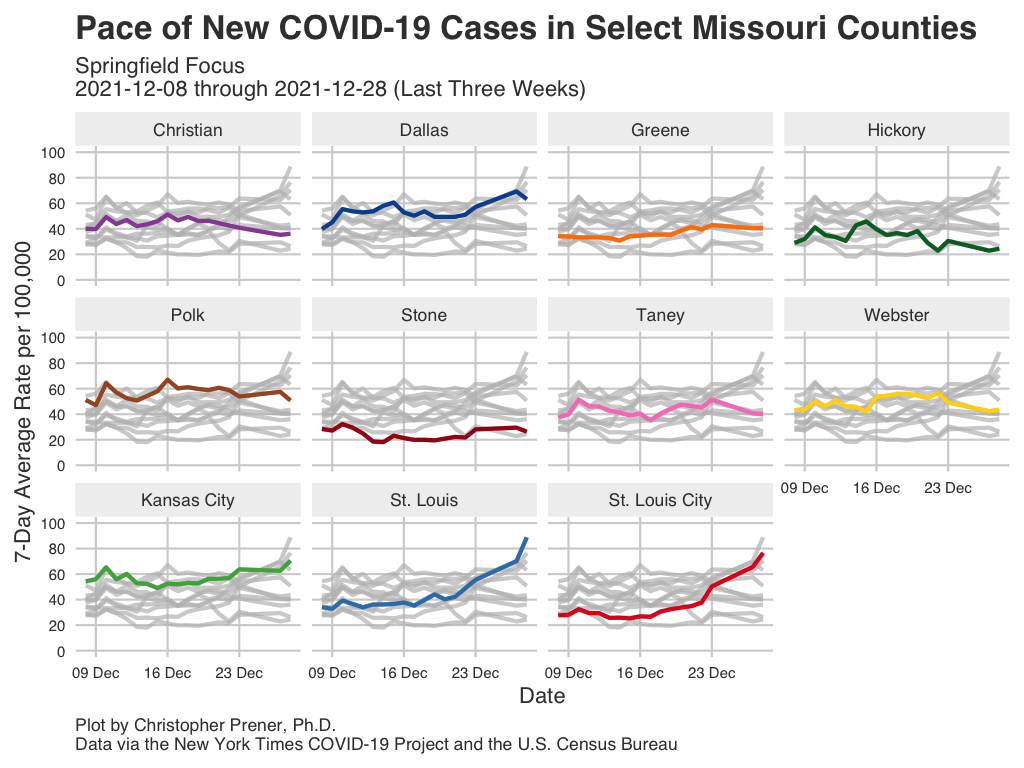 Pace of New COVID-19 Cases in Select Missouri Counties
Springfield Focus
2021-12-08 through 2021-12-28 (Last Three Weeks)
7-Day Average Rate per 100,000
Christian
Dallas
Greene
Hickory
100
80
60
40
20
0
Polk
Stone
Taney
Webster
100
80
60
40
20
0
09 Dec
16 Dec
23 Dec
Kansas City
St. Louis
St. Louis City
100
80
60
40
20
0
09 Dec
16 Dec
23 Dec
09 Dec
16 Dec
23 Dec
09 Dec
16 Dec
23 Dec
Date
Plot by Christopher Prener, Ph.D.
Data via the New York Times COVID-19 Project and the U.S. Census Bureau